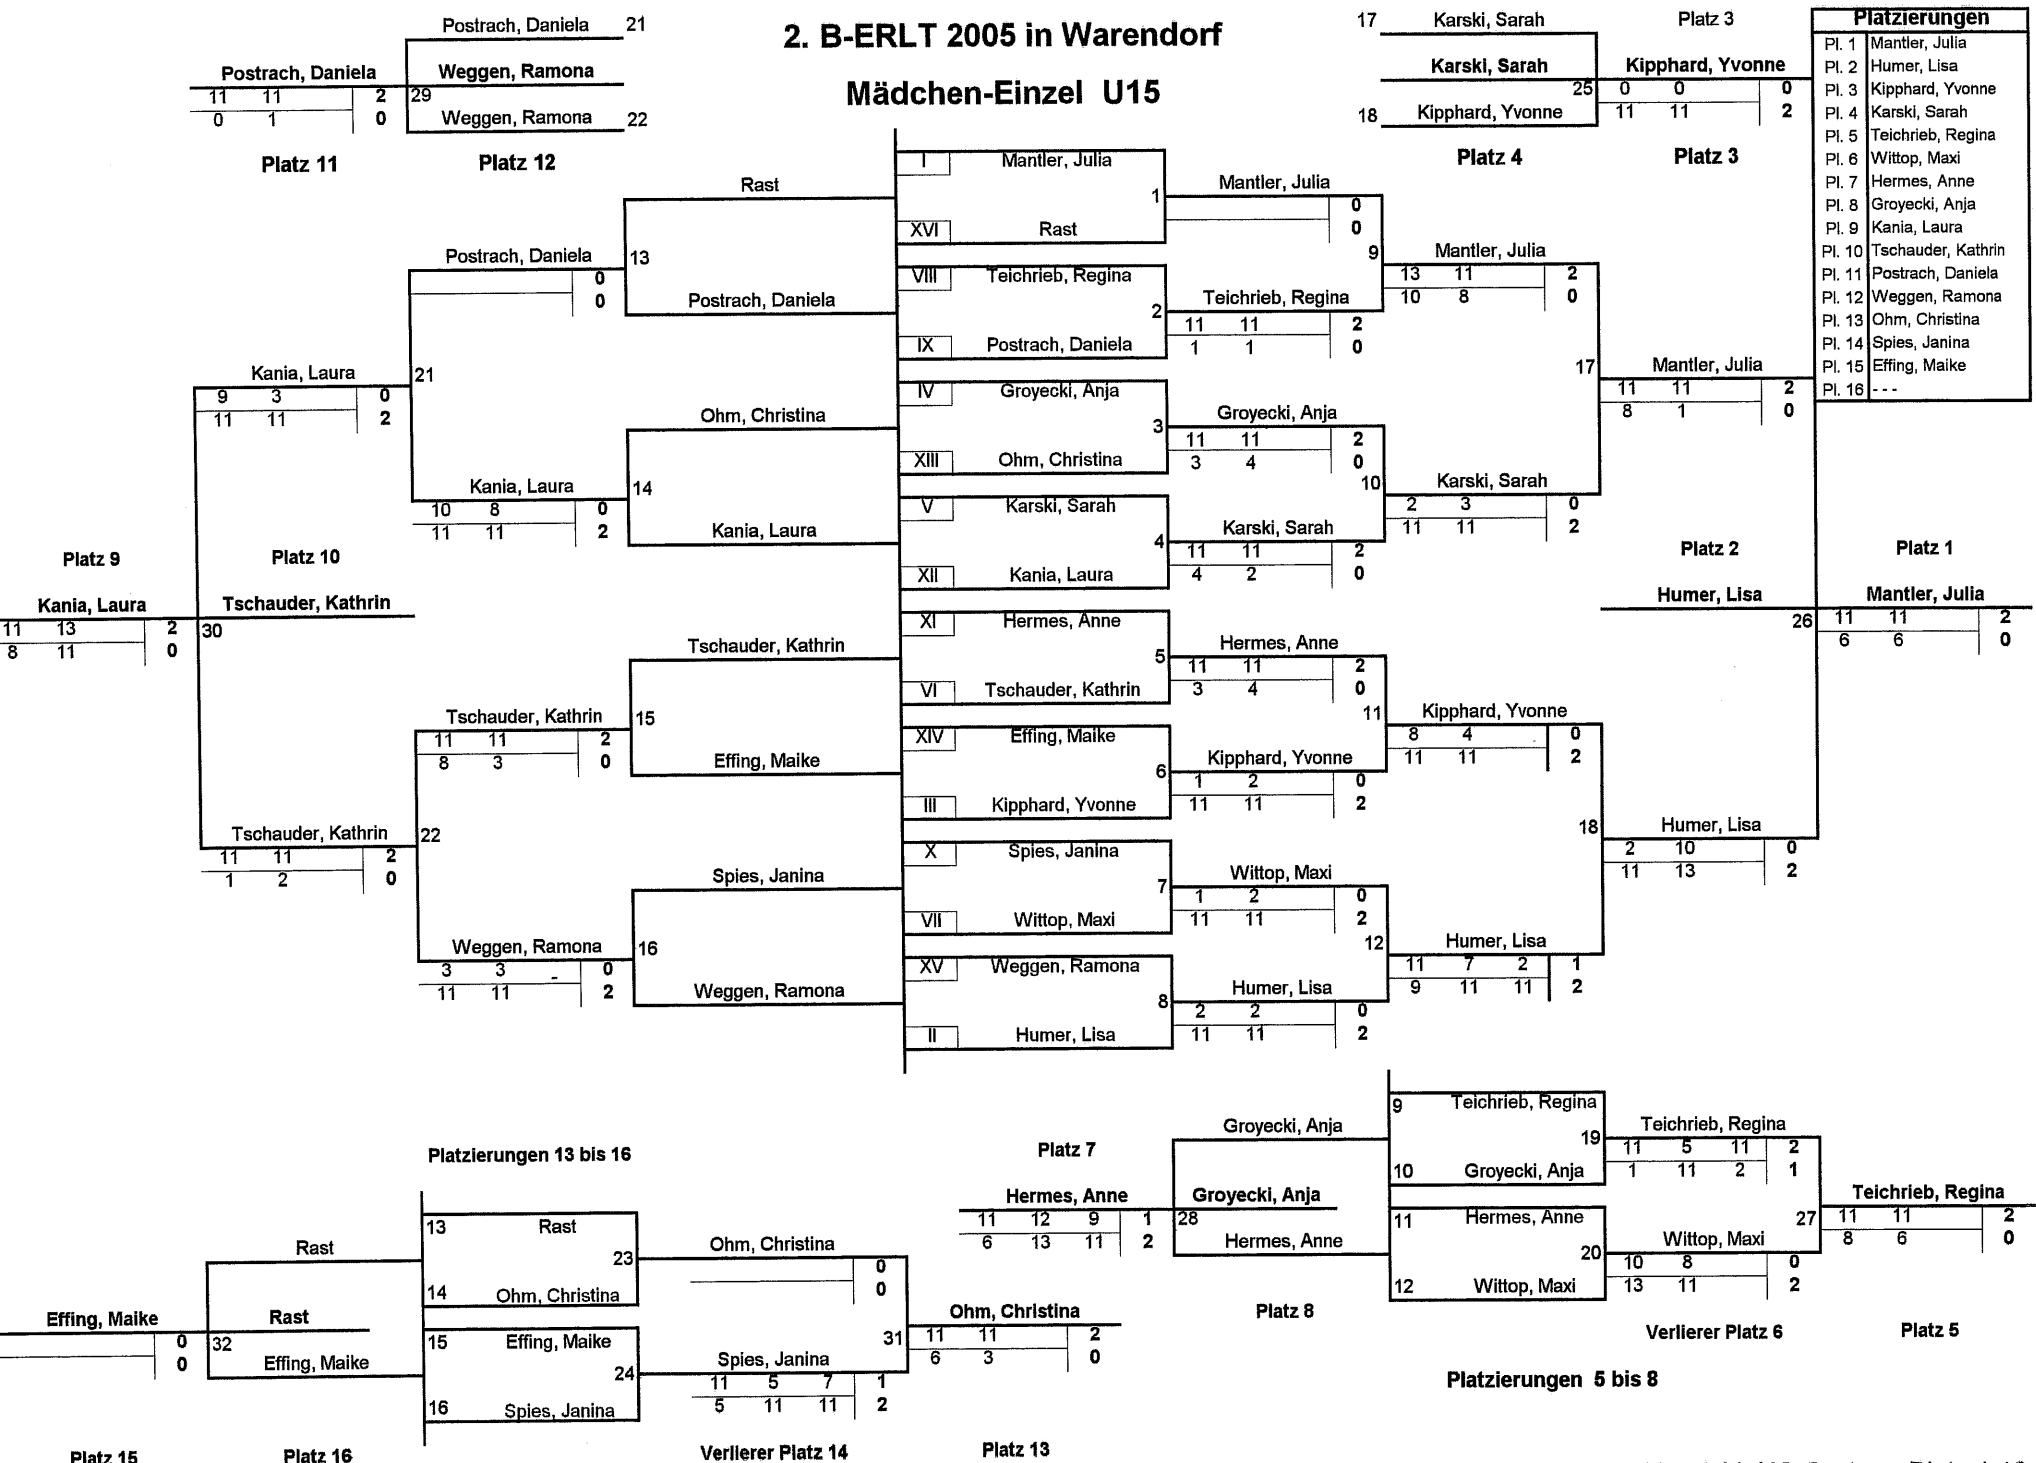 2. B-ERLT 2005 in Warendorf
Mädchen-Einzel U15
Postrach, Daniela 21
Postrach, Daniela Weggen, Ramona
11 11 2 29
0 1 0 Weggen, Ramona 22
Platz 11 Platz 12
17 Karski, Sarah Platz 3
Karski, Sarah Kipphard, Yvonne
25 0 0 0
18 Kipphard, Yvonne 11 11 2
Platz 4 Platz 3
Platzierungen
Pl. 1 Mantler, Julia
Pl. 2 Humer, Lisa
Pl. 3 Kipphard, Yvonne
Pl. 4 Karski, Sarah
Pl. 5 Teichrieb, Regina
Pl. 6 Wittop, Maxi
Pl. 7 Hermes, Anne
Pl. 8 Groyecki, Anja
Pl. 9 Kania, Laura
Pl. 10 Tschauder, Kathrin
Pl. 11 Postrach, Daniela
Pl. 12 Weggen, Ramona
Pl. 13 Ohm, Christina
Pl. 14 Spies, Janina
Pl. 15 Effing, Maike
Pl. 16 - - -
I Mantler, Julia
1
XVI Rast
VIII Teichrieb, Regina
2
IX Postrach, Daniela
IV Groyecki, Anja
3
XIII Ohm, Christina
V Karski, Sarah
4
XII Kania, Laura
XI Hermes, Anne
5
VI Tschauder, Kathrin
XIV Effing, Maike
6
III Kipphard, Yvonne
X Spies, Janina
7
VII Wittop, Maxi
XV Weggen, Ramona
8
II Humer, Lisa
Mantler, Julia
0
0
9
Teichrieb, Regina
11 11 2
1 1 0
Groyecki, Anja
11 11 2
3 4 0
10
Karski, Sarah
11 11 2
4 2 0
Hermes, Anne
11 11 2
3 4 0
11
Kipphard, Yvonne
1 2 0
11 11 2
Wittop, Maxi
1 2 0
11 11 2
12
Humer, Lisa
2 2 0
11 11 2
Mantler, Julia
13 11 2
10 8 0
17
Karski, Sarah
2 3 0
11 11 2
Kipphard, Yvonne
8 4 0
11 11 2
18
Humer, Lisa
11 7 2 1
9 11 11 2
Mantler, Julia
11 11 2
8 1 0
Platz 2 Platz 1
Humer, Lisa Mantler, Julia
26 11 11 2
6 6 0
Humer, Lisa
2 10 0
11 13 2
Rast
13
Postrach, Daniela
Ohm, Christina
14
Kania, Laura
Tschauder, Kathrin
15
Effing, Maike
Spies, Janina
16
Weggen, Ramona
Postrach, Daniela
0
0
21
Kania, Laura
10 8 0
11 11 2
Tschauder, Kathrin
11 11 2
8 3 0
22
Weggen, Ramona
3 3 0
11 11 2
Kania, Laura
9 3 0
11 11 2
Platz 9 Platz 10
Kania, Laura Tschauder, Kathrin
11 13 2 30
8 11 0
Tschauder, Kathrin
11 11 2
1 2 0
Platzierungen 13 bis 16
13 Rast
23
14 Ohm, Christina
15 Effing, Maike
24
16 Spies, Janina
Ohm, Christina
0
0
31
Spies, Janina
11 5 7 1
5 11 11 2
Verlierer Platz 14
Ohm, Christina
11 11 2
6 3 0
Platz 13
Rast
Effing, Maike Rast
0 32
0 Effing, Maike
Platz 15 Platz 16
Platz 7
Groyecki, Anja
Hermes, Anne Groyecki, Anja
11 12 9 1 28
6 13 11 2 Hermes, Anne
Platz 8
9 Teichrieb, Regina
19
10 Groyecki, Anja
11 Hermes, Anne
20
12 Wittop, Maxi
Teichrieb, Regina
11 5 11 2
1 11 2 1
27
Wittop, Maxi
10 8 0
13 11 2
Verlierer Platz 6
Teichrieb, Regina
11 11 2
8 6 0
Platz 5
Platzierungen 5 bis 8